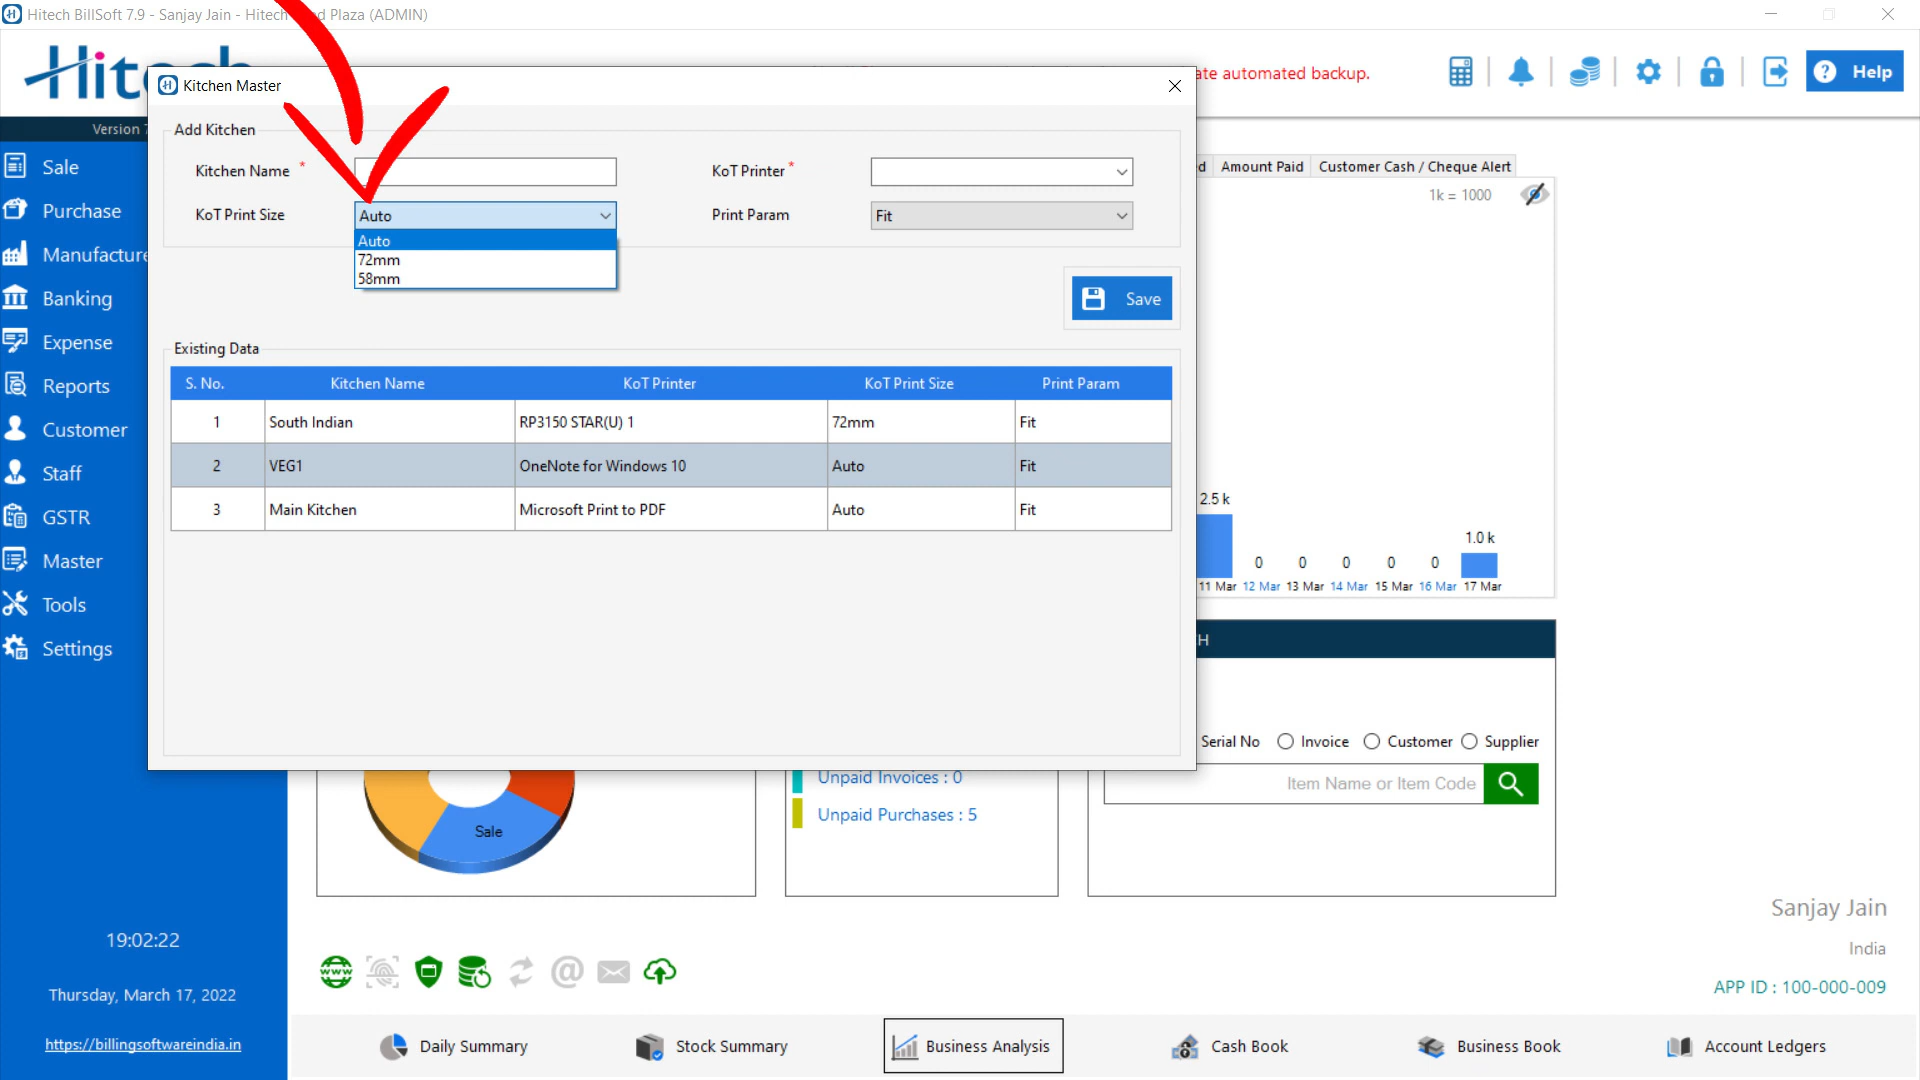 Hitech BillSoft 7.9 - Sanjay Jain - Hitech
d Plaza (ADMIN)
Hitech
Kitchen Master
ate automated backup.
Help
Version 7
Sale
Purchase
Manufacture
Banking
Expense
Reports
Customer
Staff
GSTR
Master
Tools
Settings
19:02:22
Thursday, March 17, 2022
https://billingsoftwareindia.in
Add Kitchen
Kitchen Name *
KoT Printer *
KoT Print Size
Auto
Print Param
Fit
Auto
72mm
58mm
Save
Existing Data
S. No. Kitchen Name KoT Printer KoT Print Size Print Param
1 South Indian RP3150 STAR(U) 1 72mm Fit
2 VEG1 OneNote for Windows 10 Auto Fit
3 Main Kitchen Microsoft Print to PDF Auto Fit
d Amount Paid Customer Cash / Cheque Alert
1k = 1000
2.5 k
0 0 0 0 0 1.0 k
11 Mar 12 Mar 13 Mar 14 Mar 15 Mar 16 Mar 17 Mar
H
Serial No Invoice Customer Supplier
Item Name or Item Code
Sale
Unpaid Invoices : 0
Unpaid Purchases : 5
Sanjay Jain
India
APP ID : 100-000-009
www
@
Daily Summary
Stock Summary
Business Analysis
Cash Book
Business Book
Account Ledgers